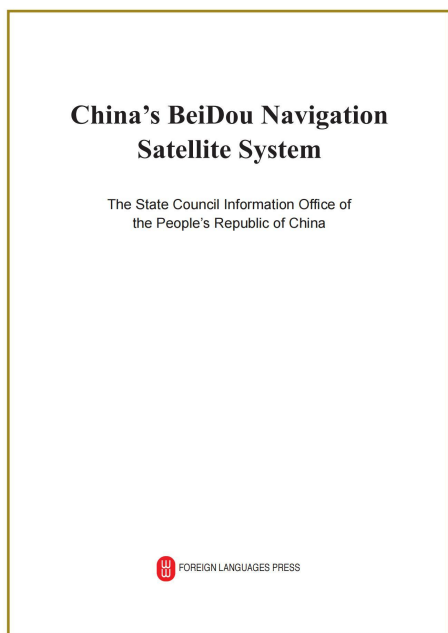 China’s BeiDou Navigation
Satellite System
The State Council Information Office of
the People’s Republic of China
FOREIGN LANGUAGES PRESS